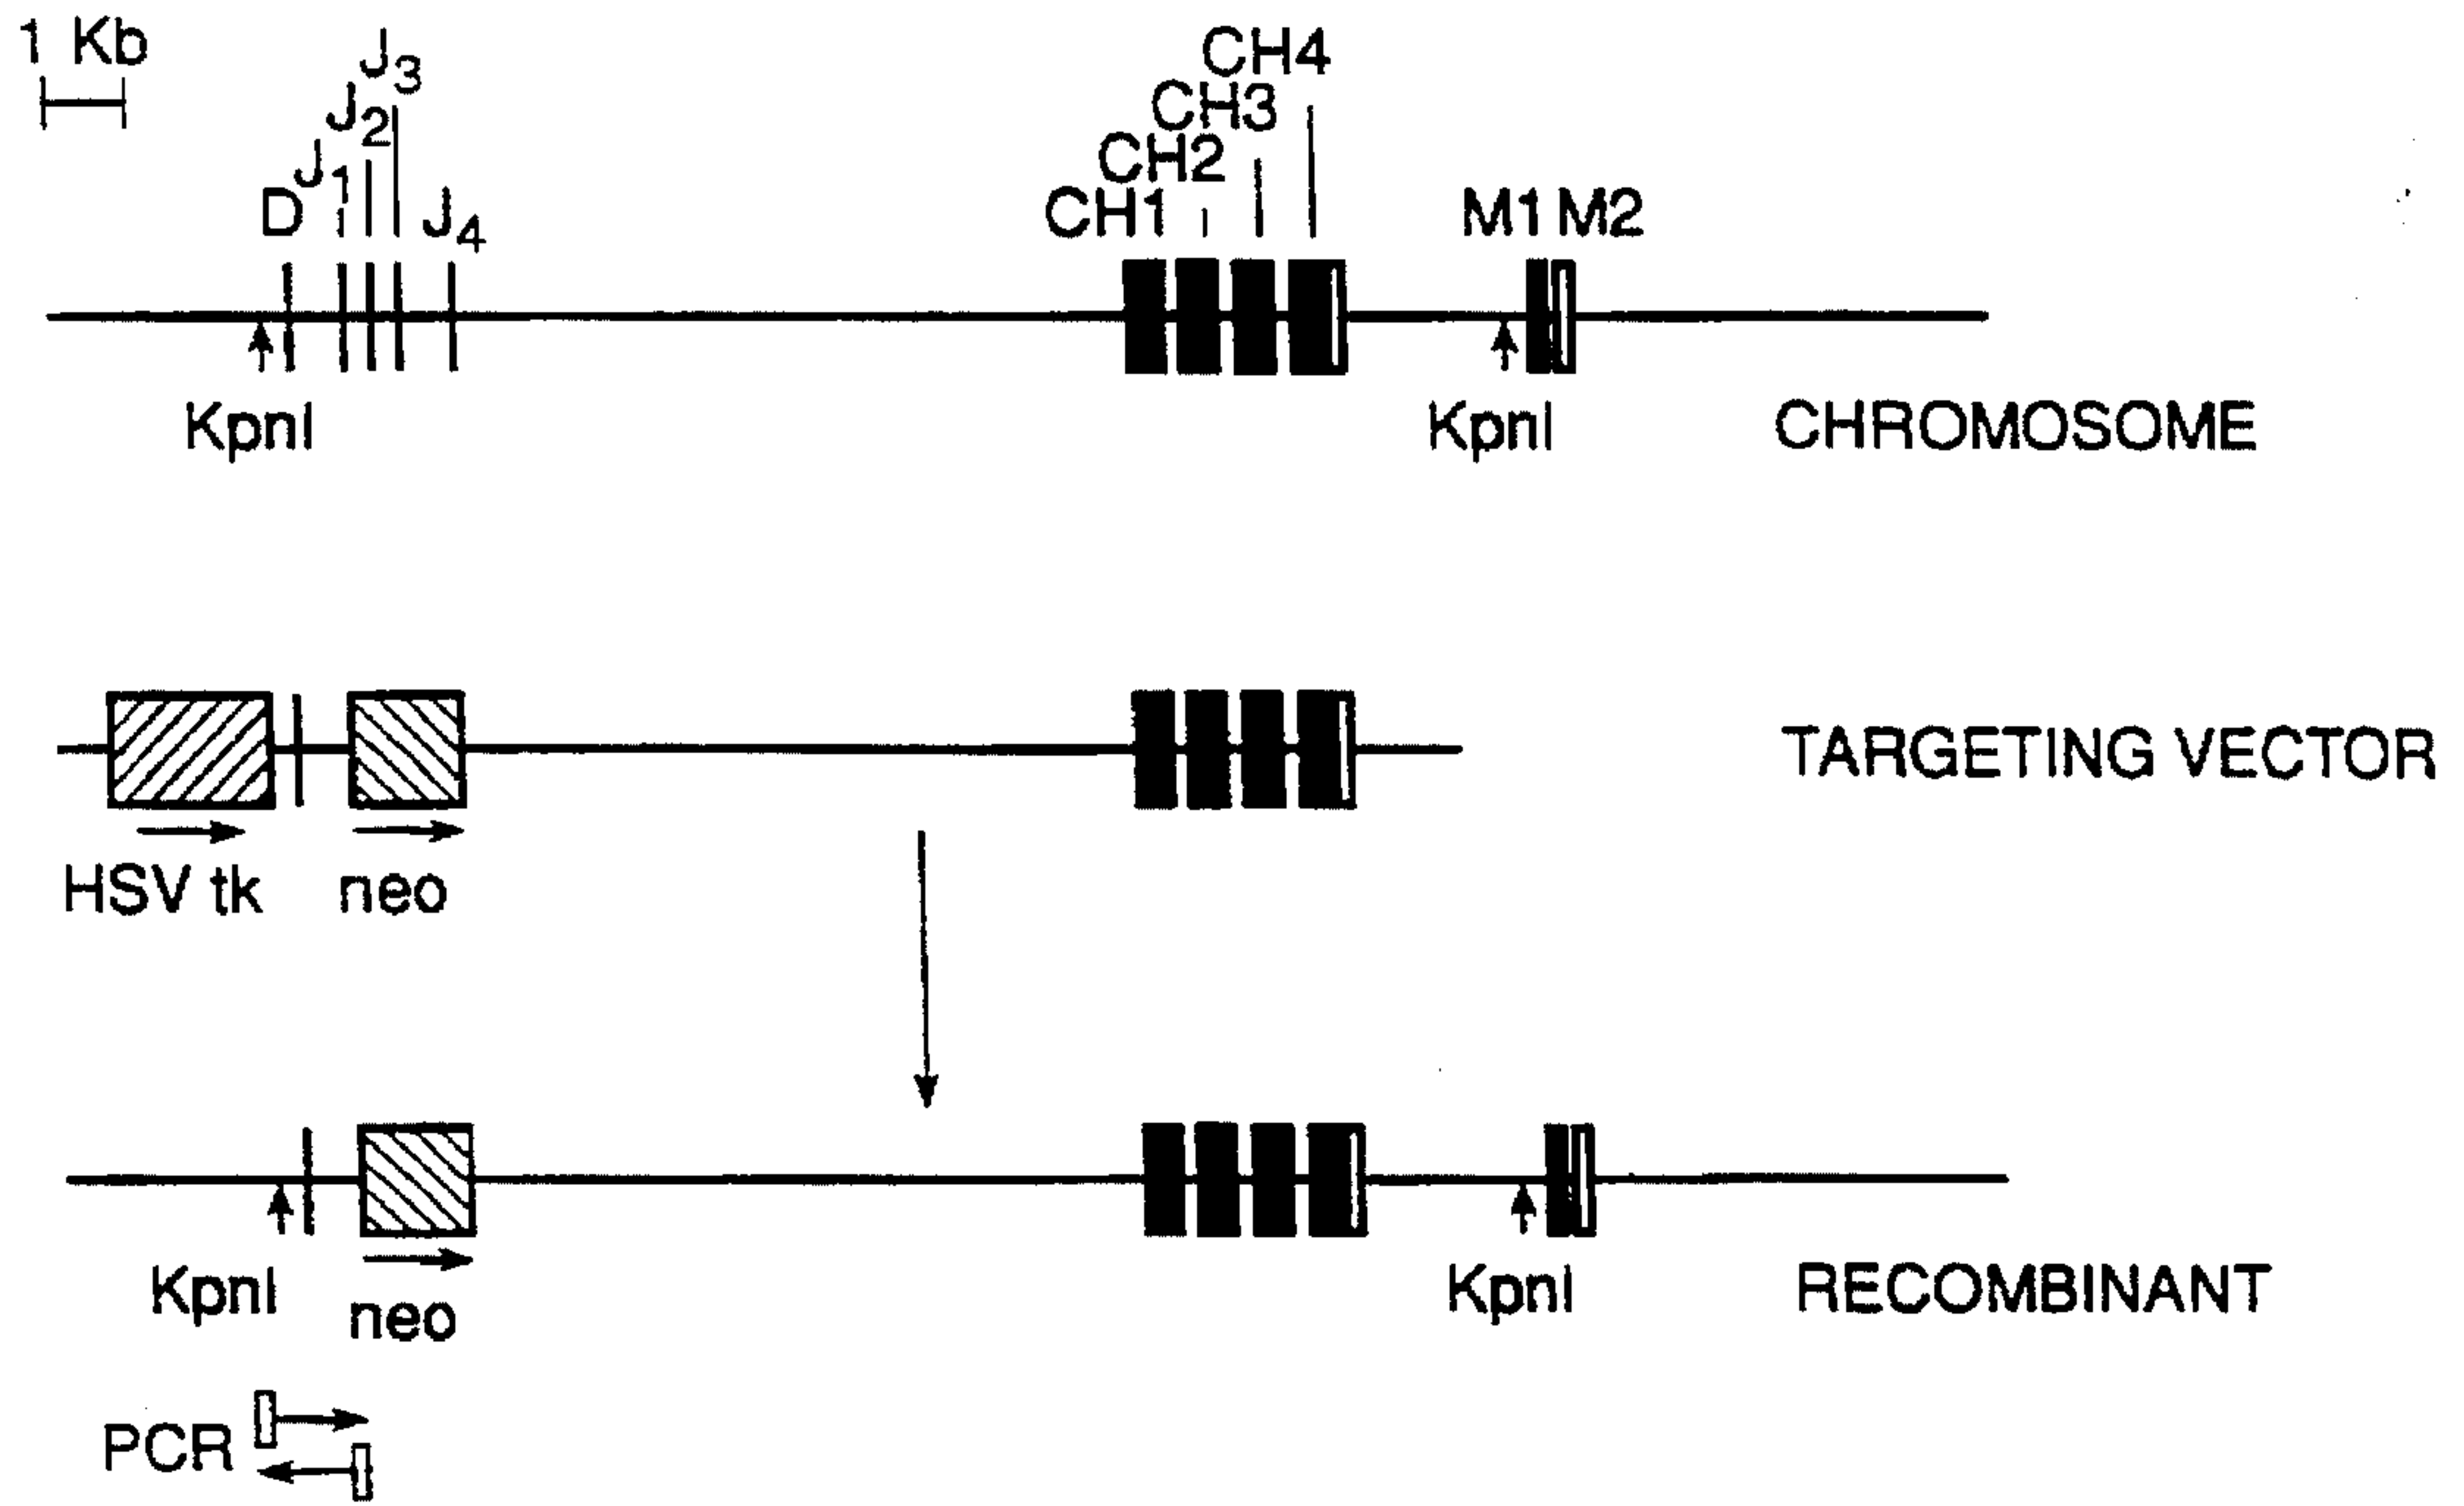 1 Kb
J3
J2
J1
D
J4
CH4
CH3
CH2
CH1
M1 M2
KpnI
KpnI
CHROMOSOME
TARGETING VECTOR
HSV tk
neo
KpnI
neo
KpnI
RECOMBINANT
PCR